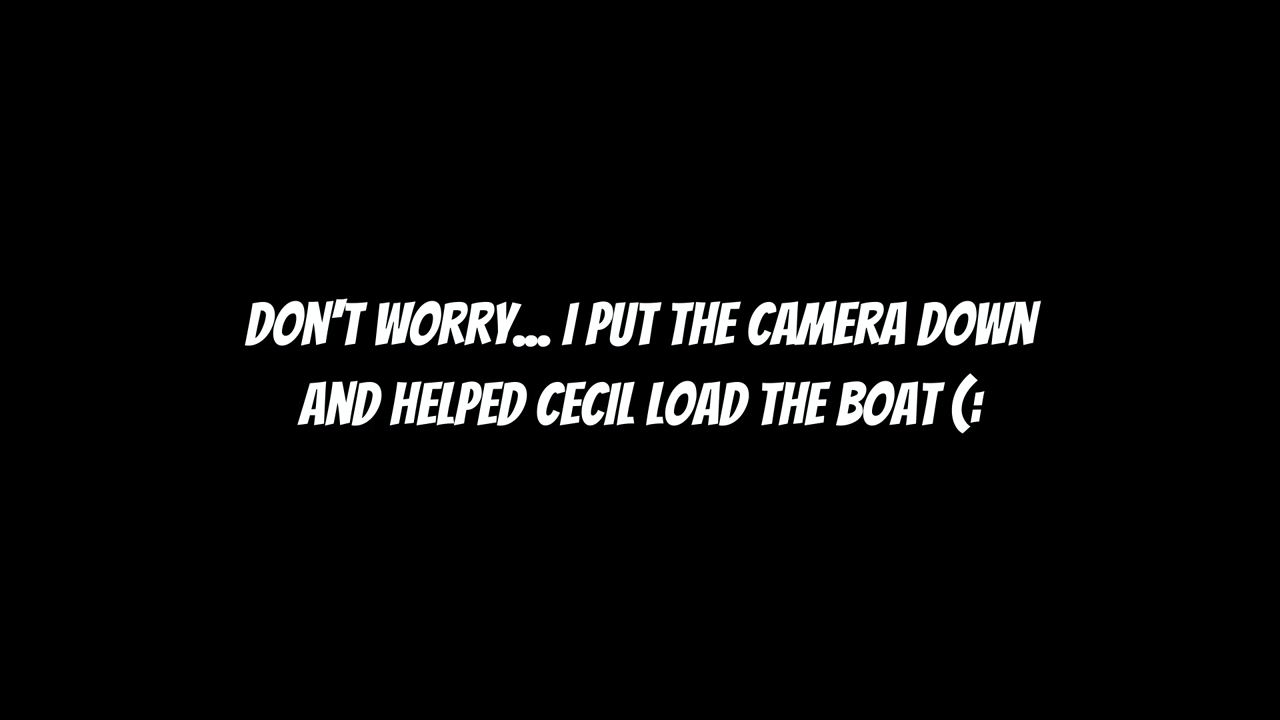 DON'T WORRY... I PUT THE CAMERA DOWN
AND HELPED CECIL LOAD THE BOAT (: